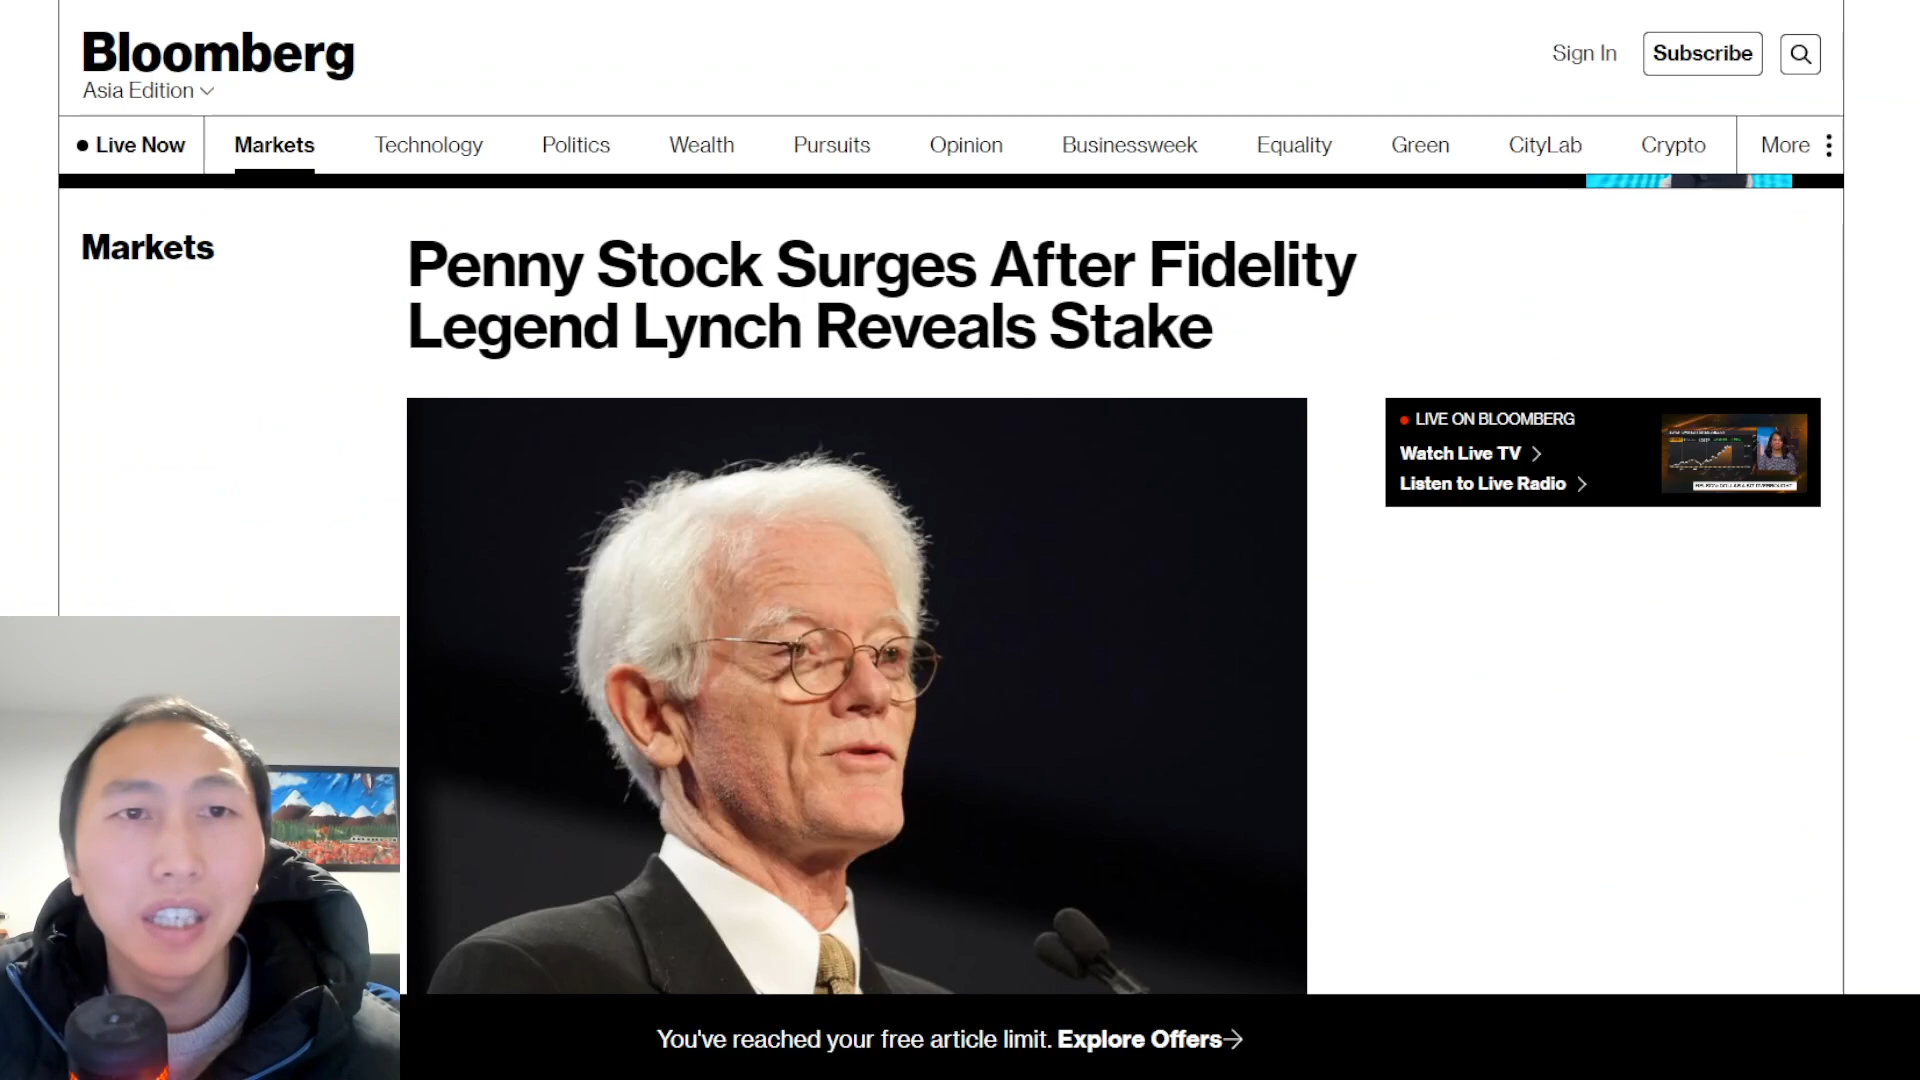 Bloomberg
Asia Edition
Sign In
Subscribe
Live Now
Markets
Technology
Politics
Wealth
Pursuits
Opinion
Businessweek
Equality
Green
CityLab
Crypto
More
Markets
Penny Stock Surges After Fidelity
Legend Lynch Reveals Stake
LIVE ON BLOOMBERG
Watch Live TV
Listen to Live Radio
You've reached your free article limit. Explore Offers